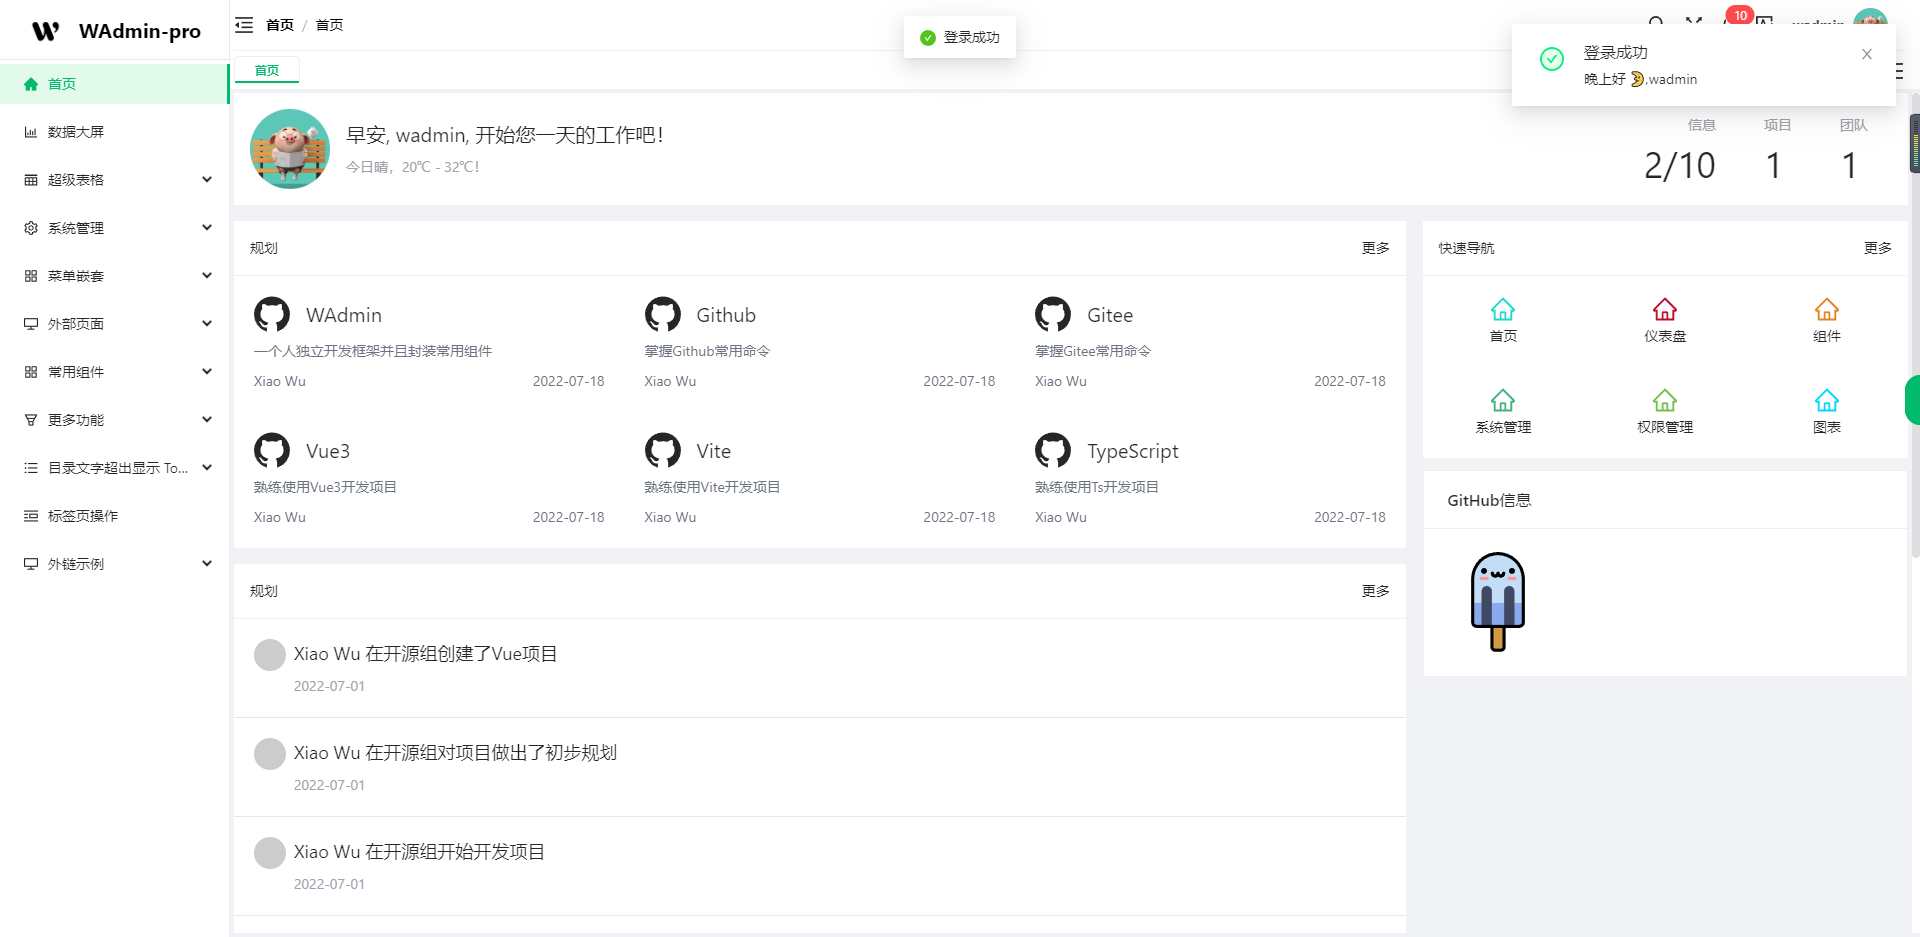 WAdmin-pro
首页
数据大屏
超级表格
系统管理
菜单嵌套
外部页面
常用组件
更多功能
目录文字超出显示 To...
标签页操作
外链示例
首页 / 首页
登录成功
10
wadmin
登录成功
晚上好 🌛,wadmin
首页
早安, wadmin, 开始您一天的工作吧!
今日晴，20℃ - 32℃!
信息 项目 团队
2/10 1 1
规划 更多
WAdmin
一个人独立开发框架并且封装常用组件
Xiao Wu 2022-07-18
Github
掌握Github常用命令
Xiao Wu 2022-07-18
Gitee
掌握Gitee常用命令
Xiao Wu 2022-07-18
Vue3
熟练使用Vue3开发项目
Xiao Wu 2022-07-18
Vite
熟练使用Vite开发项目
Xiao Wu 2022-07-18
TypeScript
熟练使用Ts开发项目
Xiao Wu 2022-07-18
规划 更多
Xiao Wu 在开源组创建了Vue项目
2022-07-01
Xiao Wu 在开源组对项目做出了初步规划
2022-07-01
Xiao Wu 在开源组开始开发项目
2022-07-01
快速导航 更多
首页 仪表盘 组件
系统管理 权限管理 图表
GitHub信息